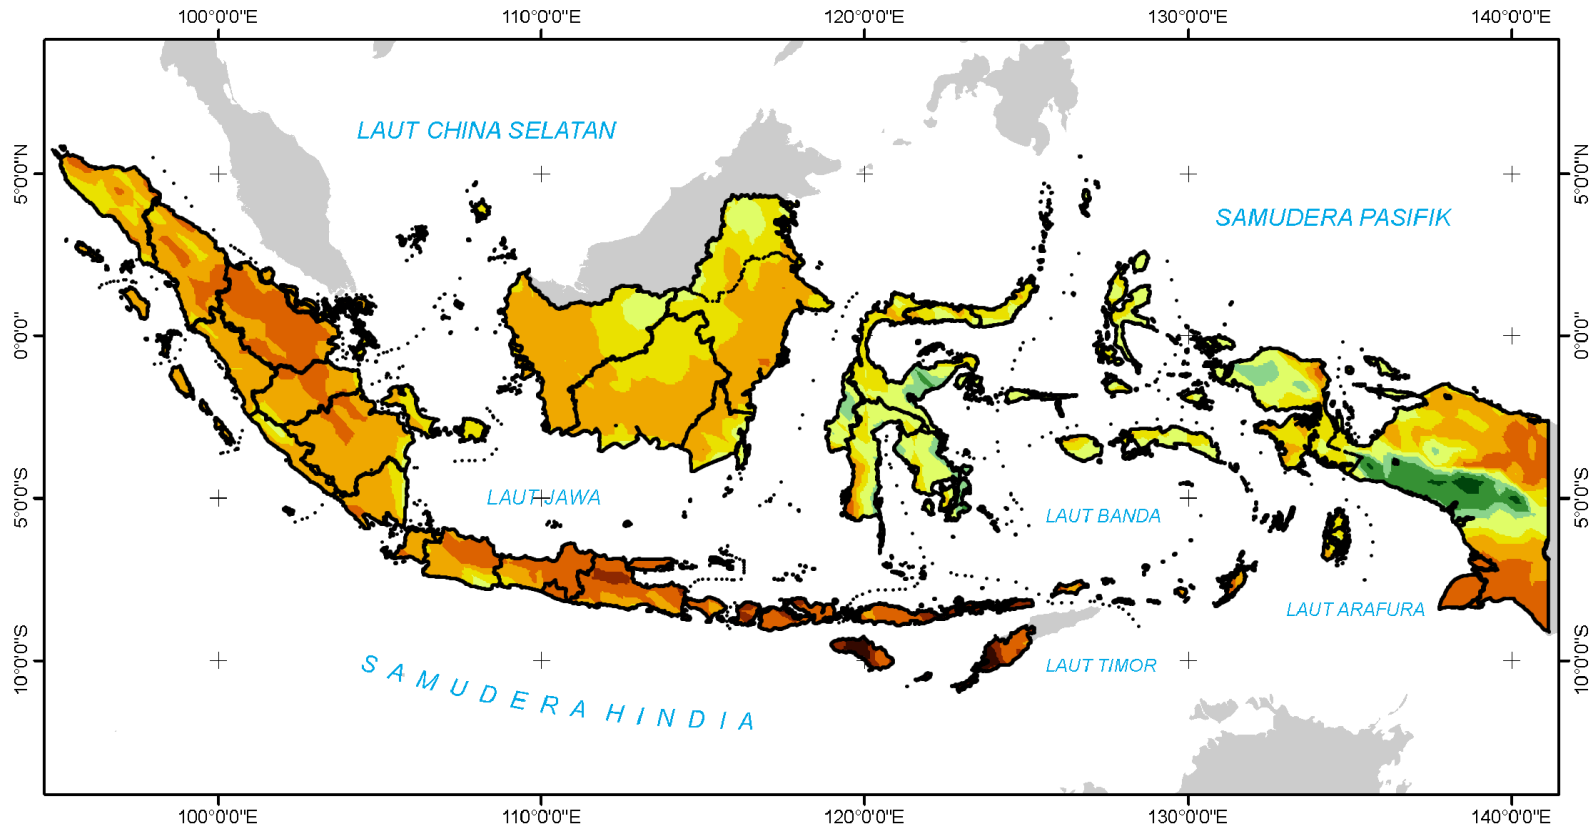 100°0'0"E 110°0'0"E 120°0'0"E 130°0'0"E 140°0'0"E
LAUT CHINA SELATAN
5°0'0"N 5°0'0"N
SAMUDERA PASIFIK
0°0'0" 0°0'0"
5°0'0"S LAUT JAWA 5°0'0"S
LAUT BANDA
LAUT ARAFURA
10°0'0"S LAUT TIMOR 10°0'0"S
SAMUDERA HINDIA
100°0'0"E 110°0'0"E 120°0'0"E 130°0'0"E 140°0'0"E